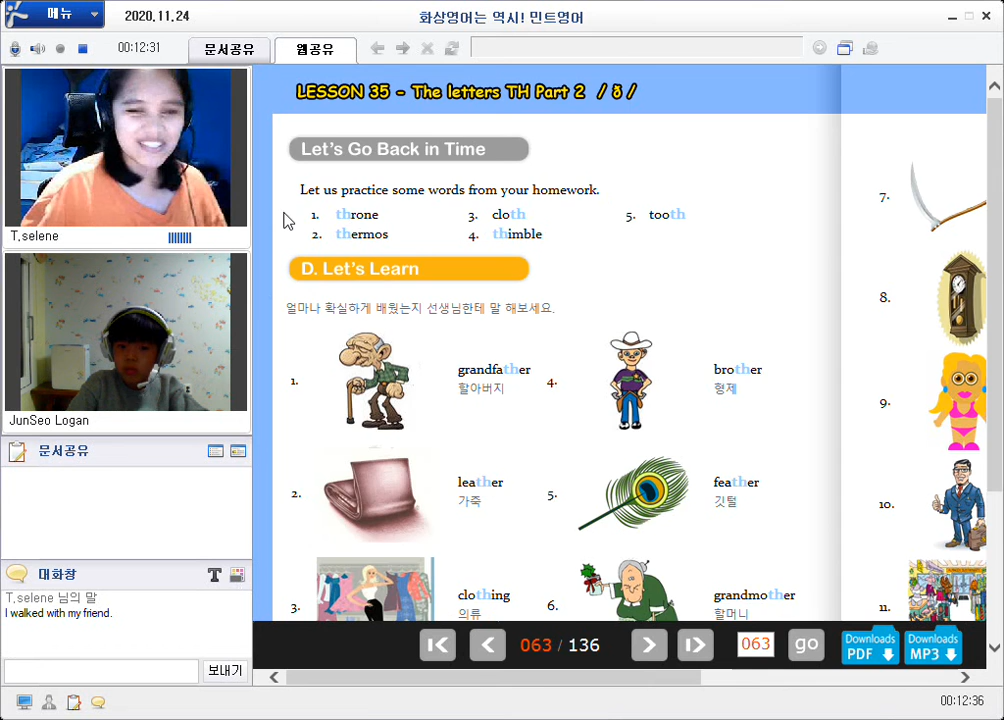 메뉴
2020.11.24
화상영어는 역시! 민트영어
00:12:31
문서공유
웹공유
T.selene
JunSeo Logan
문서공유
대화창
T
T.selene 님의 말
I walked with my friend.
보내기
LESSON 35 - The letters TH Part 2 / ð /
Let's Go Back in Time
Let us practice some words from your homework.
1. throne
3. cloth
5. tooth
2. thermos
4. thimble
D. Let's Learn
얼마나 확실하게 배웠는지 선생님한테 말 해보세요.
1. grandfather
할아버지
4. brother
형제
2. leather
가죽
5. feather
깃털
3. clothing
의류
6. grandmother
할머니
7.
8.
9.
10.
11.
063 / 136
063
go
Downloads
PDF
Downloads
MP3
00:12:36